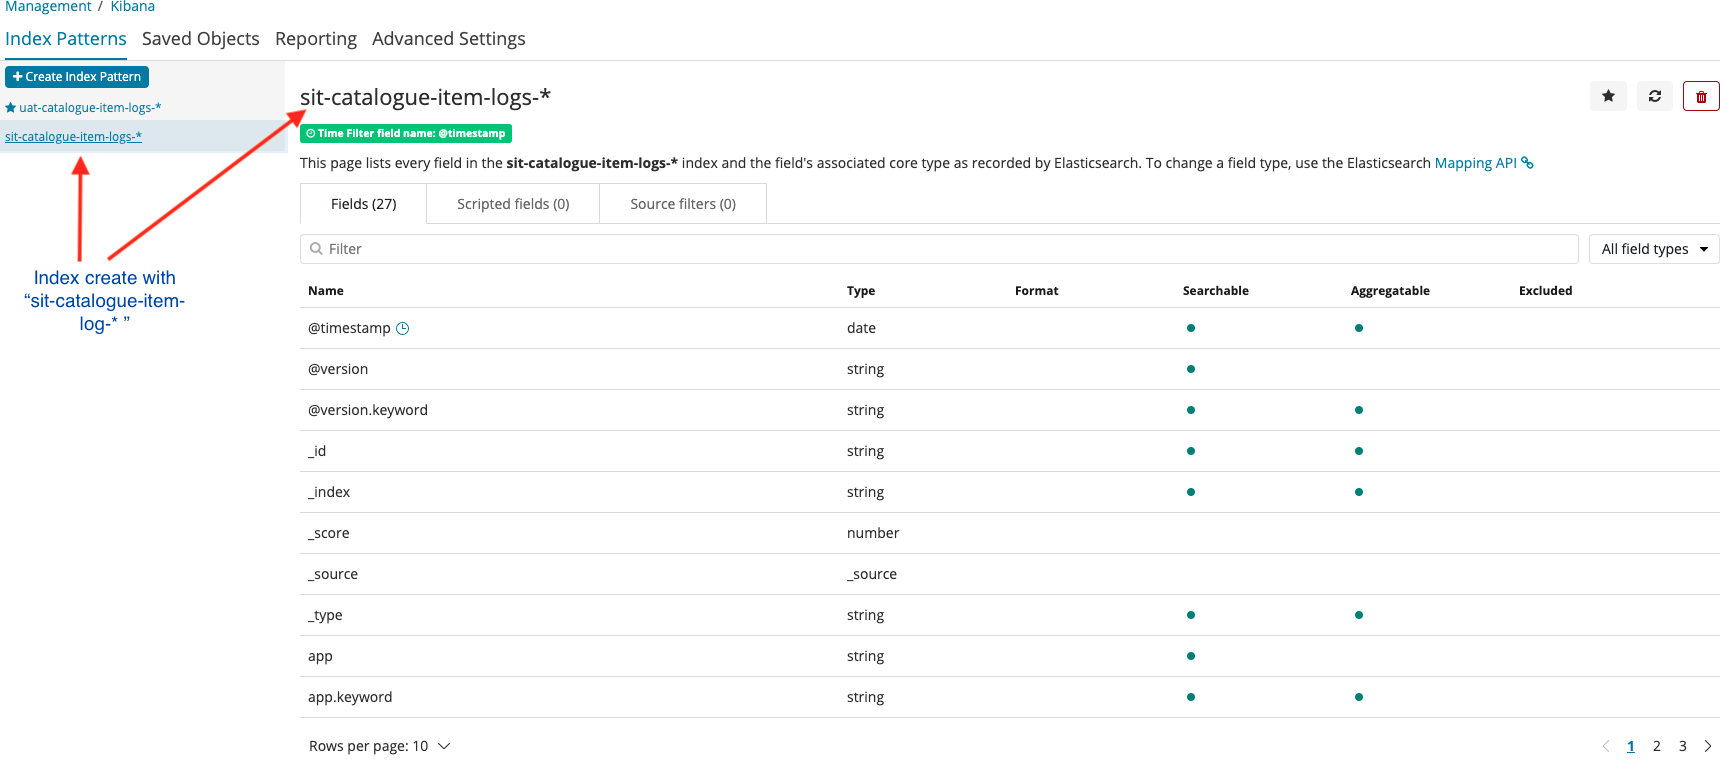 Management / Kibana
Index Patterns Saved Objects Reporting Advanced Settings
Create Index Pattern
uat-catalogue-item-logs-*
sit-catalogue-item-logs-*
Index create with
“sit-catalogue-item-
log-* ”
sit-catalogue-item-logs-*
Time Filter field name: @timestamp
This page lists every field in the sit-catalogue-item-logs-* index and the field's associated core type as recorded by Elasticsearch. To change a field type, use the Elasticsearch Mapping API
Fields (27) Scripted fields (0) Source filters (0)
Filter All field types
Name Type Format Searchable Aggregatable Excluded
@timestamp date
@version string
@version.keyword string
_id string
_index string
_score number
_source _source
_type string
app string
app.keyword string
Rows per page: 10 1 2 3